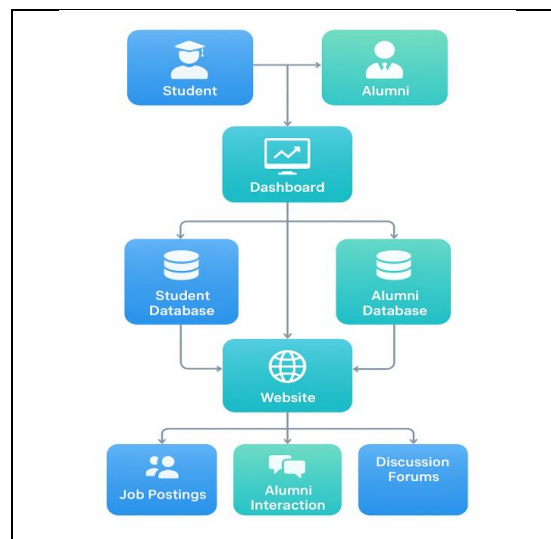 Student
Alumni
Dashboard
Student
Database
Alumni
Database
Website
Job Postings
Alumni
Interaction
Discussion
Forums